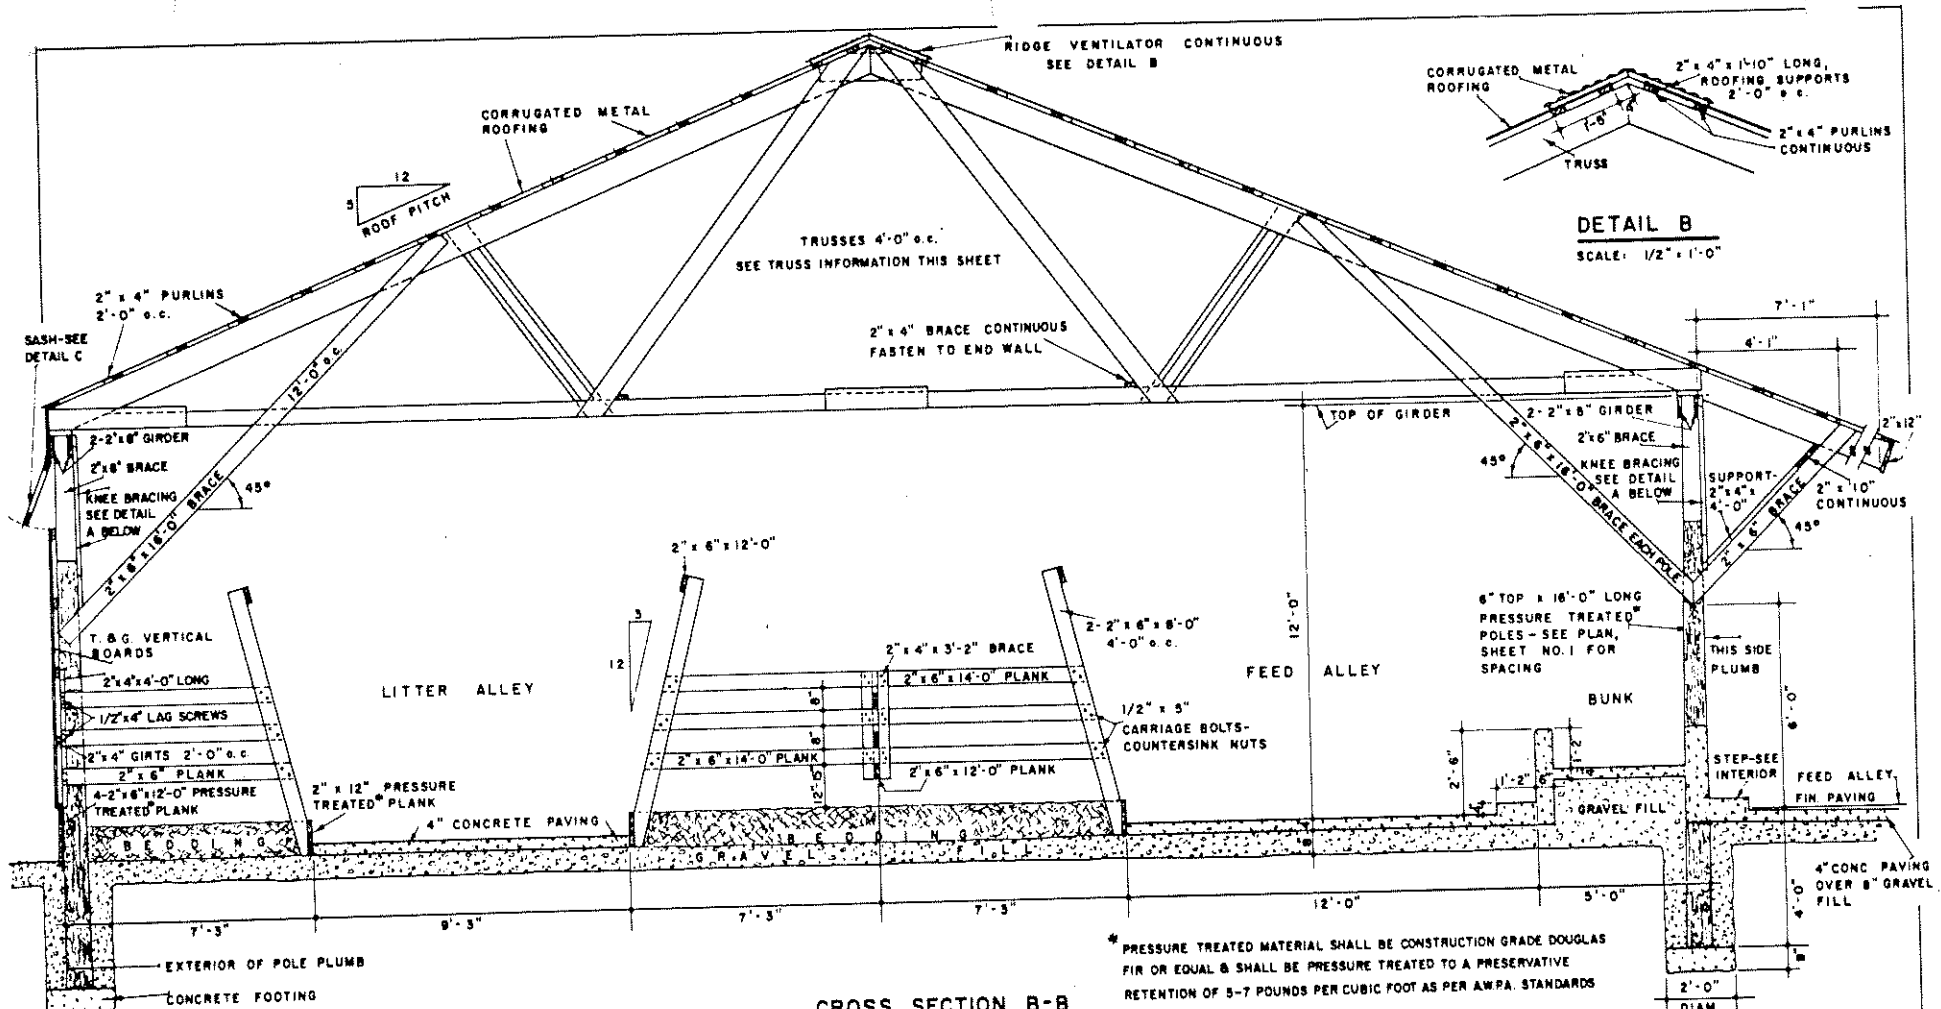 RIDGE VENTILATOR CONTINUOUS
SEE DETAIL B
CORRUGATED METAL
ROOFING
2" x 4" x 1'-10" LONG,
ROOFING SUPPORTS
2'-0" o.c.
1'-5"
2" x 4" PURLINS
CONTINUOUS
TRUSS
DETAIL B
SCALE: 1/2" = 1'-0"
CORRUGATED METAL
ROOFING
12
5
ROOF PITCH
TRUSSES 4'-0" o.c.
SEE TRUSS INFORMATION THIS SHEET
2" x 4" PURLINS
2'-0" o.c.
SASH-SEE
DETAIL C
12'-0" o.c.
2" x 4" BRACE CONTINUOUS
FASTEN TO END WALL
7'-1"
4'-1"
TOP OF GIRDER
2-2"x8" GIRDER
2"x8" BRACE
KNEE BRACING
SEE DETAIL
A BELOW
45°
2" x 6" x 16'-0" BRACE
2-2"x8" GIRDER
2"x6" BRACE
KNEE BRACING
SEE DETAIL
A BELOW
45°
2" x 6" x 16'-0" BRACE EACH POLE
SUPPORT-
2"x4"x
4'-0"
2"x12"
2" x 10"
CONTINUOUS
2" x 6" BRACE
45°
2" x 6" x 12'-0"
3
12
12'-0"
2-2"x6"x8'-0"
4'-0" o.c.
6" TOP x 16'-0" LONG
PRESSURE TREATED*
POLES - SEE PLAN,
SHEET NO. 1 FOR
SPACING
THIS SIDE
PLUMB
T. & G. VERTICAL
BOARDS
2"x4"x4'-0" LONG
1/2"x4" LAG SCREWS
2"x4" GIRTS 2'-0" o.c.
2"x6" PLANK
4-2"x6"x12'-0" PRESSURE
TREATED* PLANK
LITTER ALLEY
2" x 4" x 3'-2" BRACE
2"x6"x14'-0" PLANK
8"
8"
12"
2"x6"x14'-0" PLANK
2"x6"x12'-0" PLANK
FEED ALLEY
1/2" x 5"
CARRIAGE BOLTS-
COUNTERSINK NUTS
BUNK
6'-0"
2'-6"
1'-2"
1'-2"
6"
STEP-SEE
INTERIOR
FEED ALLEY
FIN. PAVING
GRAVEL FILL
2" x 12" PRESSURE
TREATED* PLANK
4" CONCRETE PAVING
BEDDING
BEDDING
GRAVEL FILL
4" CONC PAVING
OVER 8" GRAVEL
FILL
4'-0"
8"
7'-3"
9'-3"
7'-3"
7'-3"
12'-0"
5'-0"
EXTERIOR OF POLE PLUMB
CONCRETE FOOTING
* PRESSURE TREATED MATERIAL SHALL BE CONSTRUCTION GRADE DOUGLAS
FIR OR EQUAL & SHALL BE PRESSURE TREATED TO A PRESERVATIVE
RETENTION OF 5-7 POUNDS PER CUBIC FOOT AS PER A.W.P.A. STANDARDS
CROSS SECTION B-B
2'-0"
DIAM.